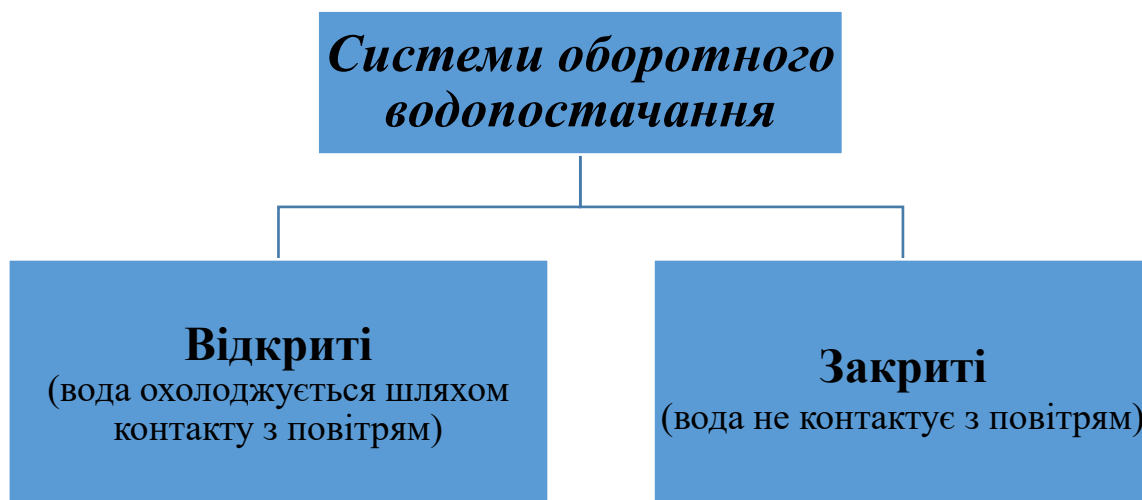 Системи оборотного
водопостачання
Відкриті
(вода охолоджується шляхом
контакту з повітрям)
Закриті
(вода не контактує з повітрям)